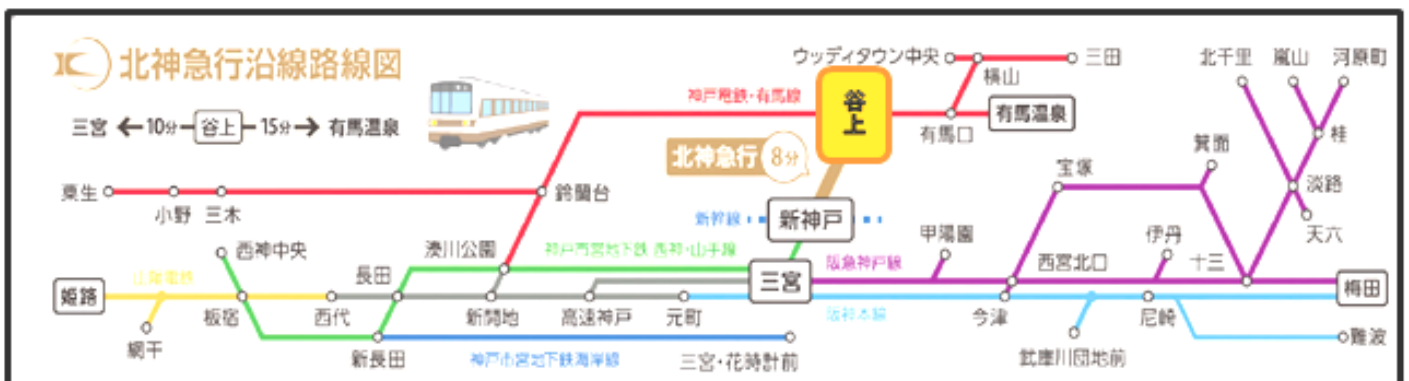 北神急行沿線路線図
三宮 ←10分− 谷上 −15分→ 有馬温泉
ウッディタウン中央
三田
横山
北千里
嵐山
河原町
神戸電鉄・有馬線
谷上
有馬口
有馬温泉
桂
箕面
北神急行 8分
宝塚
淡路
粟生
小野
三木
鈴蘭台
新幹線
新神戸
天六
西神中央
湊川公園
神戸市営地下鉄 西神・山手線
甲陽園
伊丹
阪急神戸線
西宮北口
十三
山陽電鉄
長田
姫路
三宮
梅田
板宿
西代
新開地
高速神戸
元町
阪神本線
今津
尼崎
網干
新長田
神戸市営地下鉄海岸線
三宮・花時計前
武庫川団地前
難波